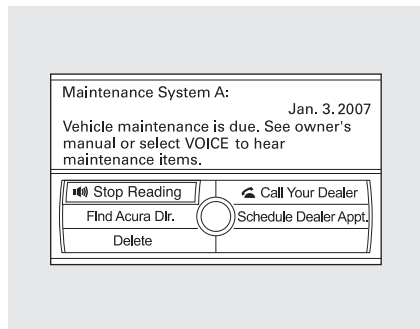 Maintenance System A:
Jan. 3. 2007
Vehicle maintenance is due. See owner's
manual or select VOICE to hear
maintenance items.
Stop Reading
Call Your Dealer
FInd Acura Dlr.
Schedule Dealer Appt.
Delete